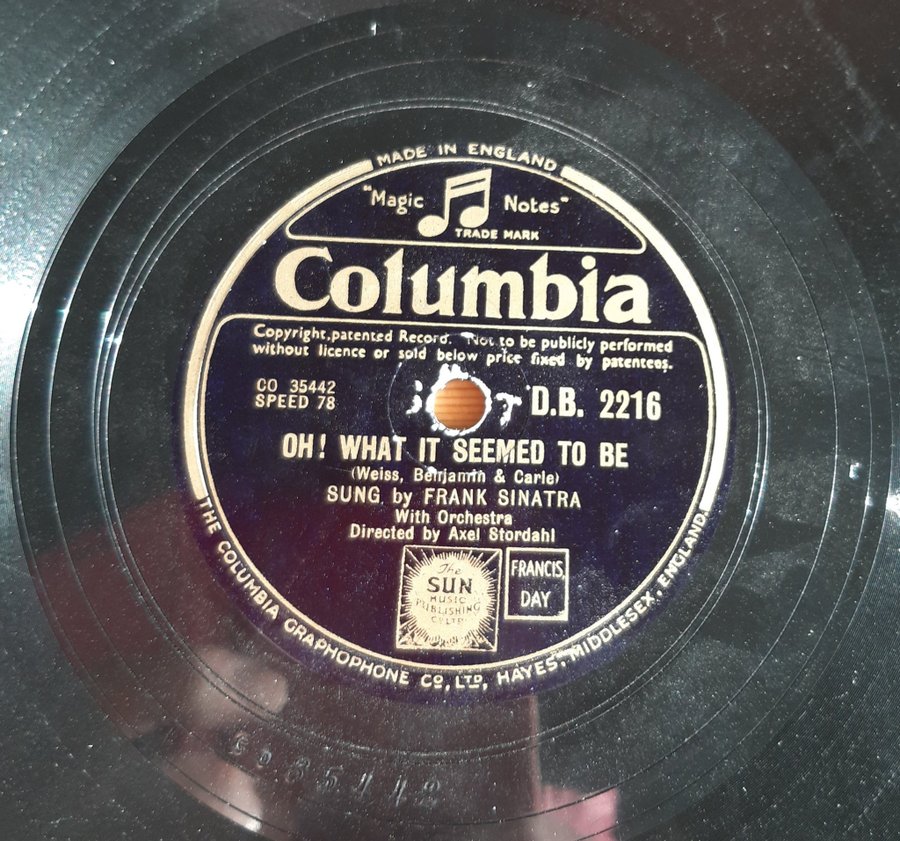 MADE IN ENGLAND
"Magic Notes"
TRADE MARK
Columbia
Copyright, patented Record. Not to be publicly performed
without licence or sold below price fixed by patentees.
CO 35442
SPEED 78
D.B. 2216
OH! WHAT IT SEEMED TO BE
(Weiss, Benjamin & Carle)
SUNG by FRANK SINATRA
With Orchestra
Directed by Axel Stordahl
The
SUN
MUSIC
PUBLISHING
Cº LTD
FRANCIS,
DAY
THE COLUMBIA GRAPHOPHONE Cº, LTD, HAYES, MIDDLESEX, ENGLAND.
CO 35442